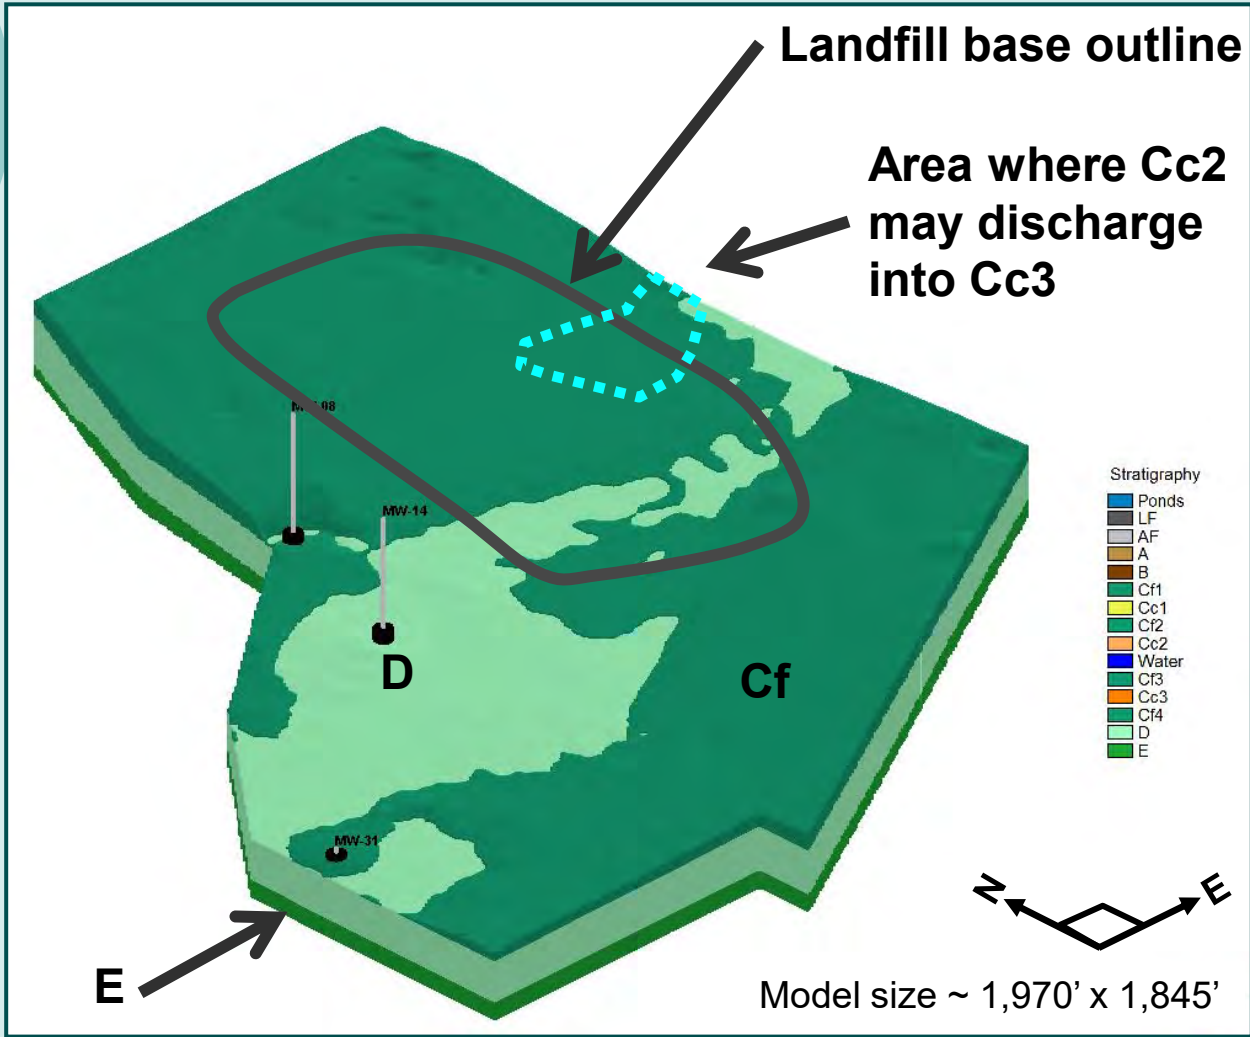 Landfill base outline
Area where Cc2
may discharge
into Cc3
MW-14
D
Cf
MW-31
E
Stratigraphy
Ponds
LF
AF
A
B
Cf1
Cc1
Cf2
Cc2
Water
Cf3
Cc3
Cf4
D
E
N
E
Model size ~ 1,970’ x 1,845’